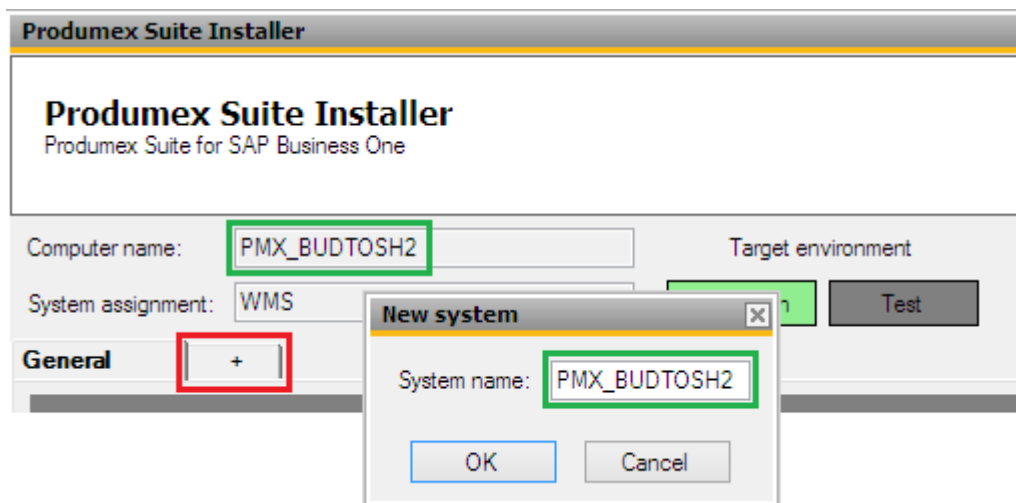 Produmex Suite Installer
Produmex Suite Installer
Produmex Suite for SAP Business One
Computer name: PMX_BUDTOSH2 Target environment
System assignment: WMS Test
General +
New system
System name: PMX_BUDTOSH2
OK Cancel